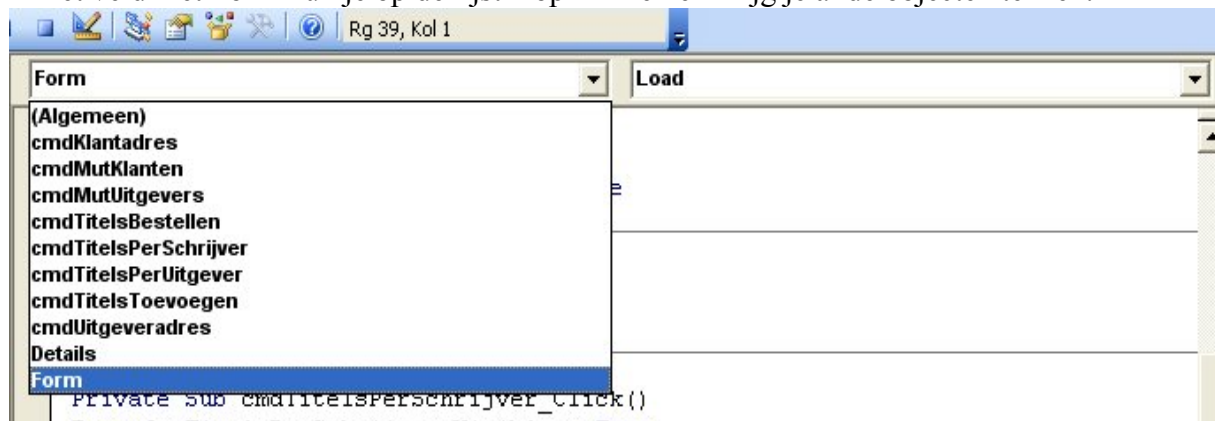 Rg 39, Kol 1
Form
Load
(Algemeen)
cmdKlantadres
cmdMutKlanten
cmdMutUitgevers
cmdTitelsBestellen
cmdTitelsPerSchrijver
cmdTitelsPerUitgever
cmdTitelsToevoegen
cmdUitgeveradres
Details
Form
Private Sub cmdTitelsPerSchrijver_Click()